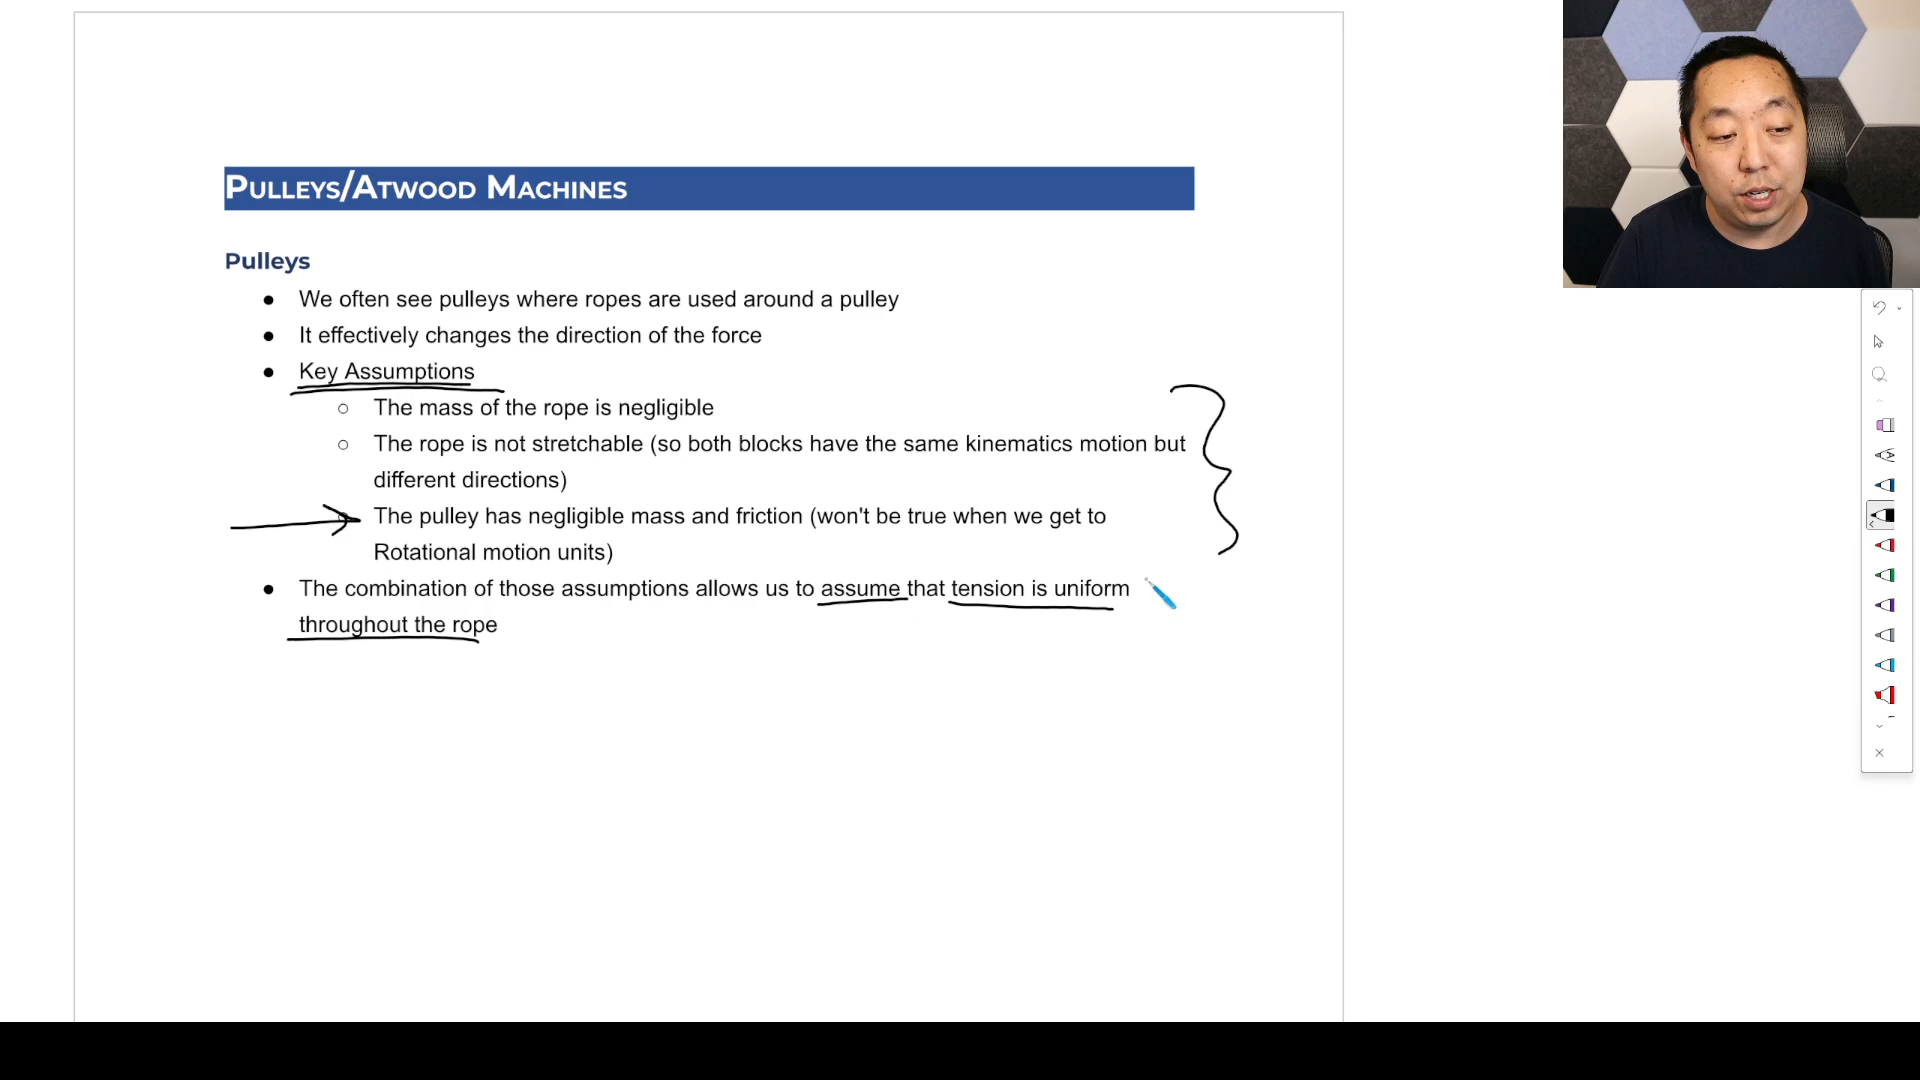 Pulleys/Atwood Machines
Pulleys
● We often see pulleys where ropes are used around a pulley
● It effectively changes the direction of the force
● Key Assumptions
○ The mass of the rope is negligible
○ The rope is not stretchable (so both blocks have the same kinematics motion but
different directions)
○ The pulley has negligible mass and friction (won't be true when we get to
Rotational motion units)
● The combination of those assumptions allows us to assume that tension is uniform
throughout the rope